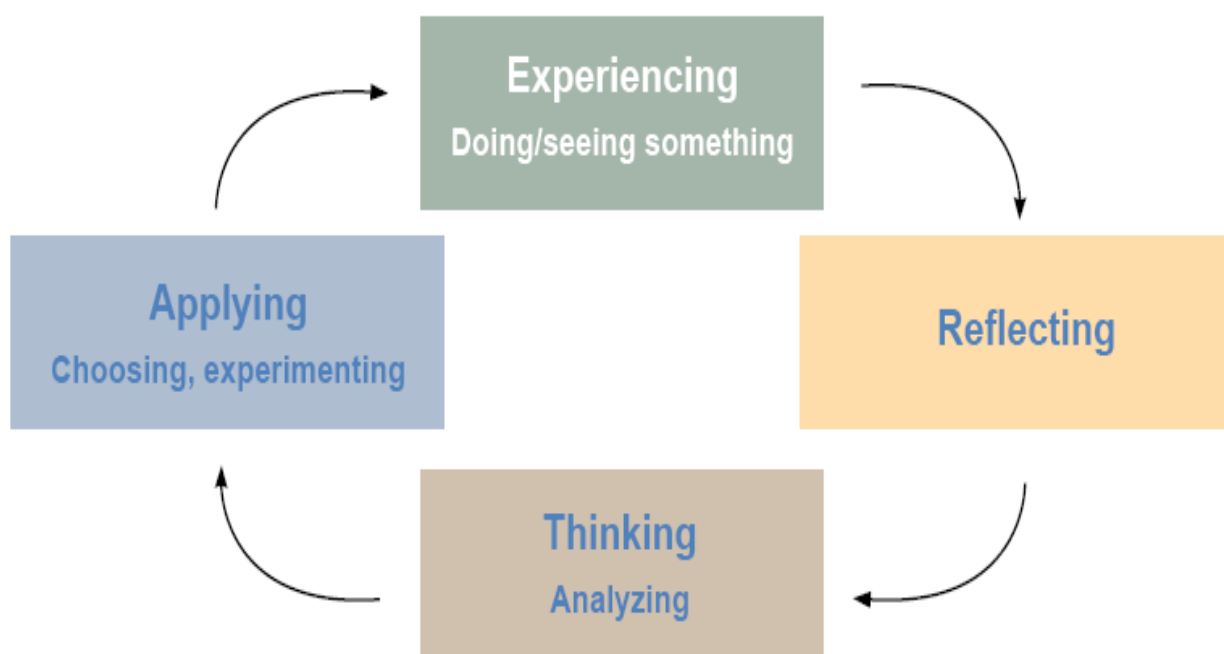 Experiencing
Doing/seeing something
Reflecting
Thinking
Analyzing
Applying
Choosing, experimenting